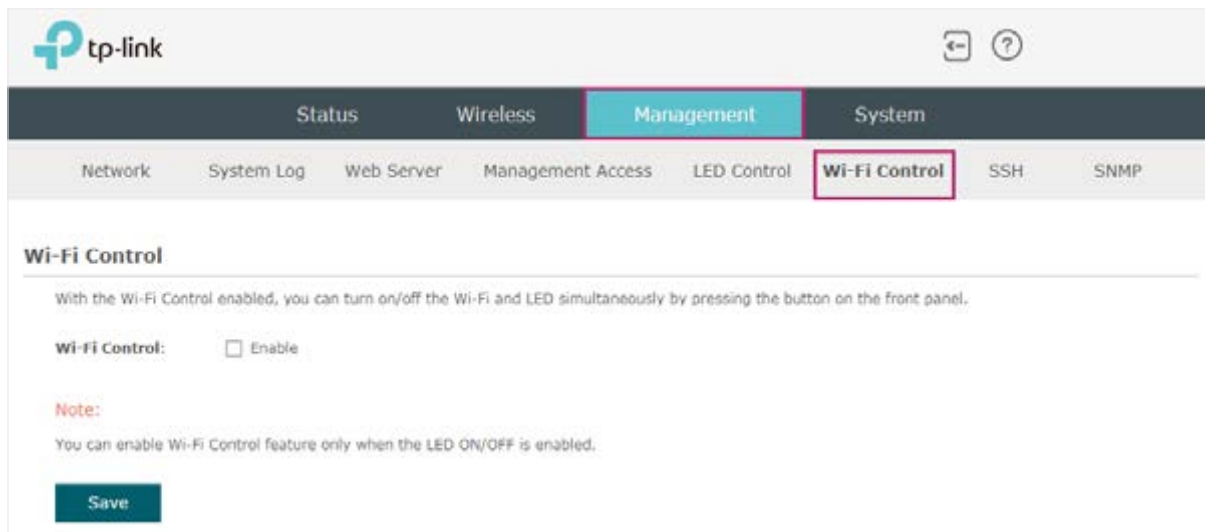 tp-link
?
Status Wireless Management System
Network System Log Web Server Management Access LED Control Wi-Fi Control SSH SNMP
Wi-Fi Control
With the Wi-Fi Control enabled, you can turn on/off the Wi-Fi and LED simultaneously by pressing the button on the front panel.
Wi-Fi Control: Enable
Note:
You can enable Wi-Fi Control feature only when the LED ON/OFF is enabled.
Save